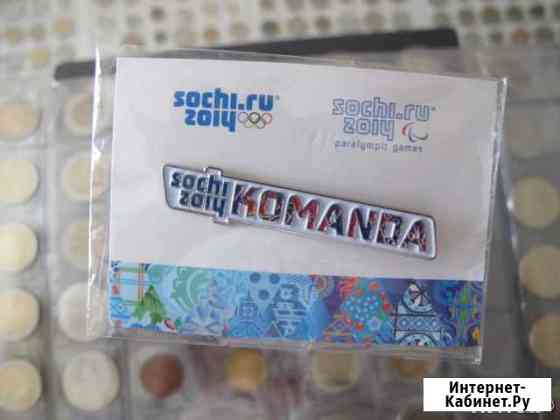 sochi.ru
2014
sochi.ru
2014
paralympic games
sochi
2014
KOMANDA
Интернет-
Кабинет.Ру